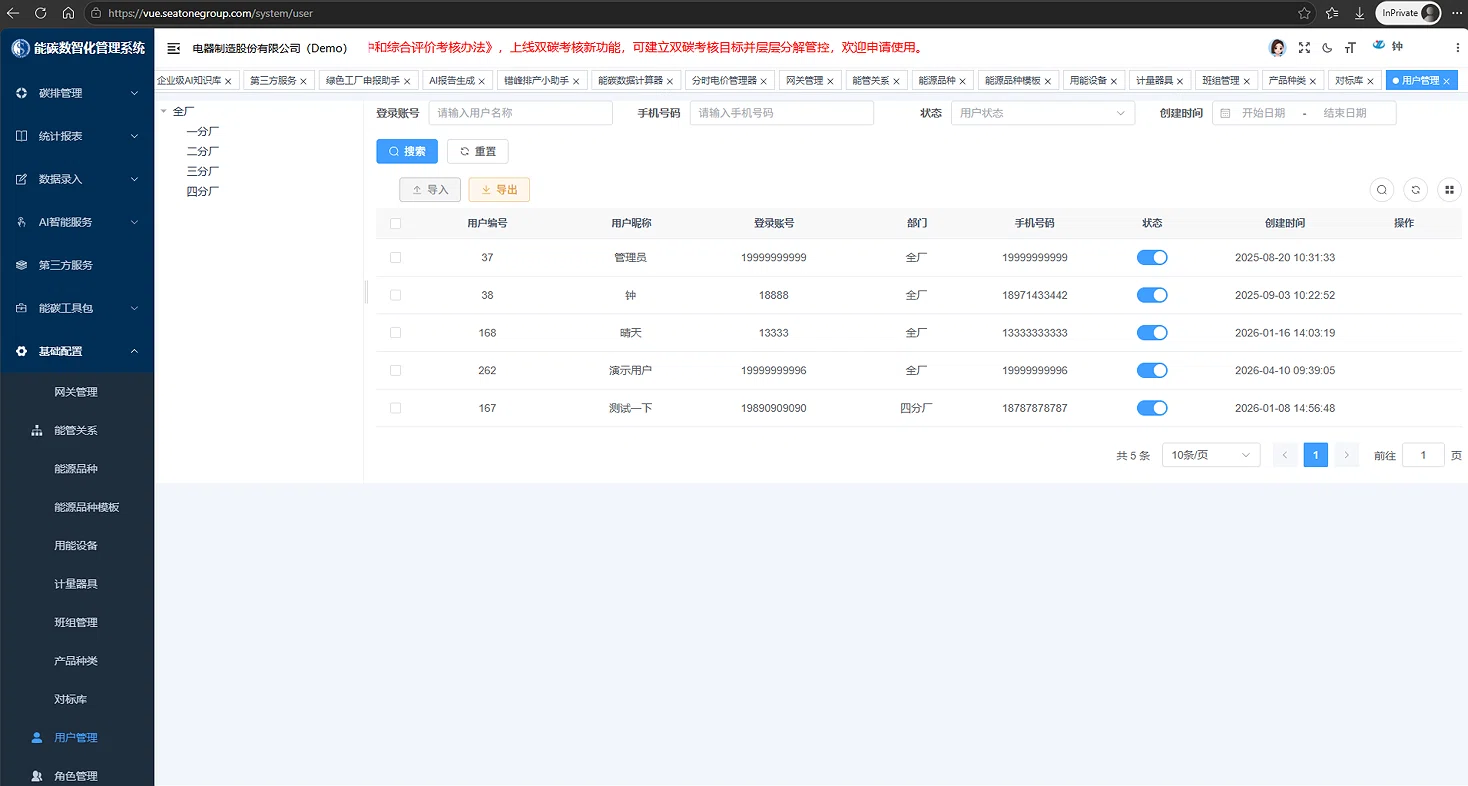 https://vue.seatonegroup.com/system/user
InPrivate
能碳数智化管理系统
电器制造股份有限公司（Demo）
和综合评价考核办法》，上线双碳考核新功能，可建立双碳考核目标并层层分解管控，欢迎申请使用。
钟
企业级AI知识库
第三方服务
绿色工厂申报助手
AI报告生成
错峰排产小助手
能碳数据计算器
分时电价管理器
网关管理
能管关系
能源品种
能源品种模板
用能设备
计量器具
班组管理
产品种类
对标库
用户管理
碳排管理
统计报表
数据录入
AI智能服务
第三方服务
能碳工具包
基础配置
网关管理
能管关系
能源品种
能源品种模板
用能设备
计量器具
班组管理
产品种类
对标库
用户管理
角色管理
全厂
一分厂
二分厂
三分厂
四分厂
登录账号 请输入用户名称 手机号码 请输入手机号码 状态 用户状态 创建时间 开始日期 - 结束日期
搜索 重置
导入 导出
用户编号 用户昵称 登录账号 部门 手机号码 状态 创建时间 操作
37 管理员 19999999999 全厂 19999999999 2025-08-20 10:31:33
38 钟 18888 全厂 18971433442 2025-09-03 10:22:52
168 晴天 13333 全厂 13333333333 2026-01-16 14:03:19
262 演示用户 19999999996 全厂 19999999996 2026-04-10 09:39:05
167 测试一下 19890909090 四分厂 18787878787 2026-01-08 14:56:48
共 5 条 10条/页 1 前往 1 页